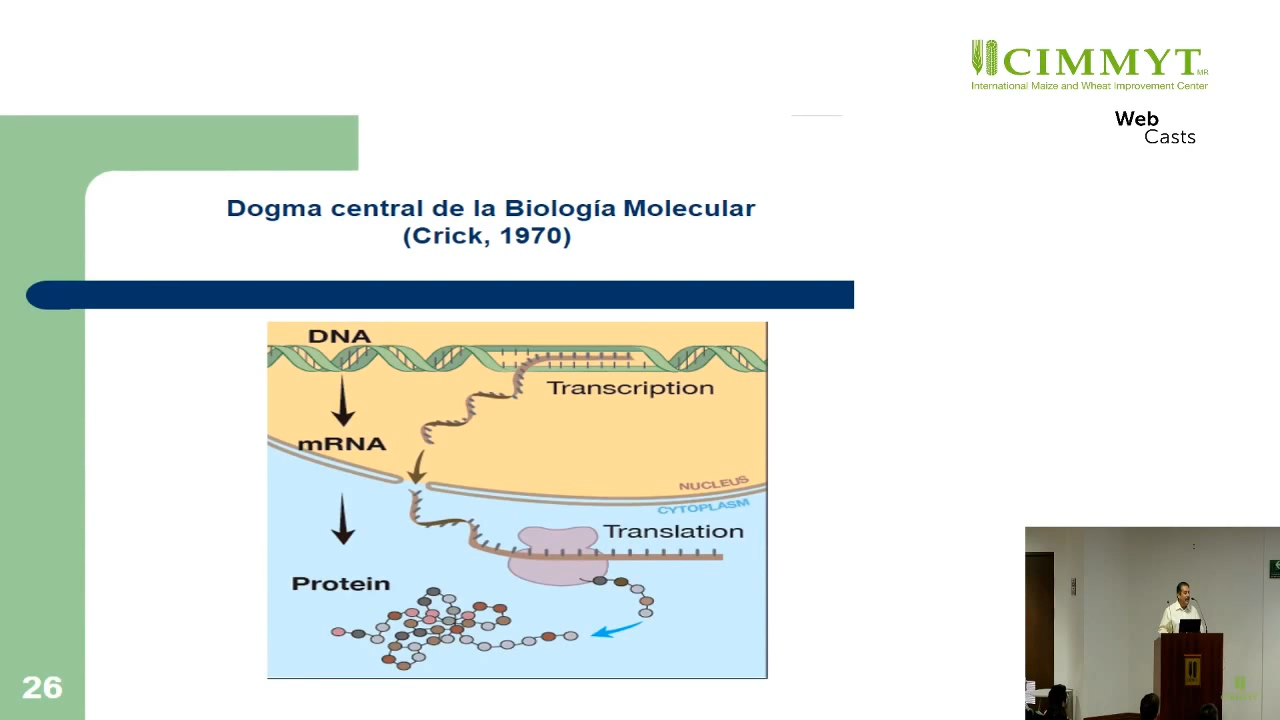 CIMMYT MR
International Maize and Wheat Improvement Center
Web
Casts
Dogma central de la Biología Molecular
(Crick, 1970)
DNA
Transcription
mRNA
NUCLEUS
CYTOPLASM
Translation
Protein
26
CIMMYT